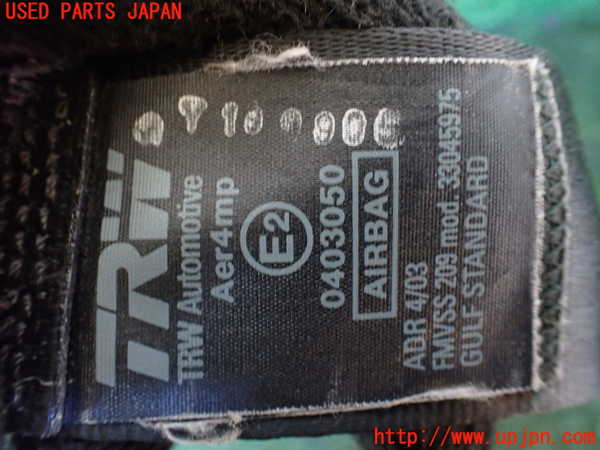 USED PARTS JAPAN
TRW
TRW Automotive
Aer4mp
E2
0403050
AIRBAG
ADR 4/03
FMVSS 209 mod. 33045975
GULF STANDARD
http://www.upjpn.com/